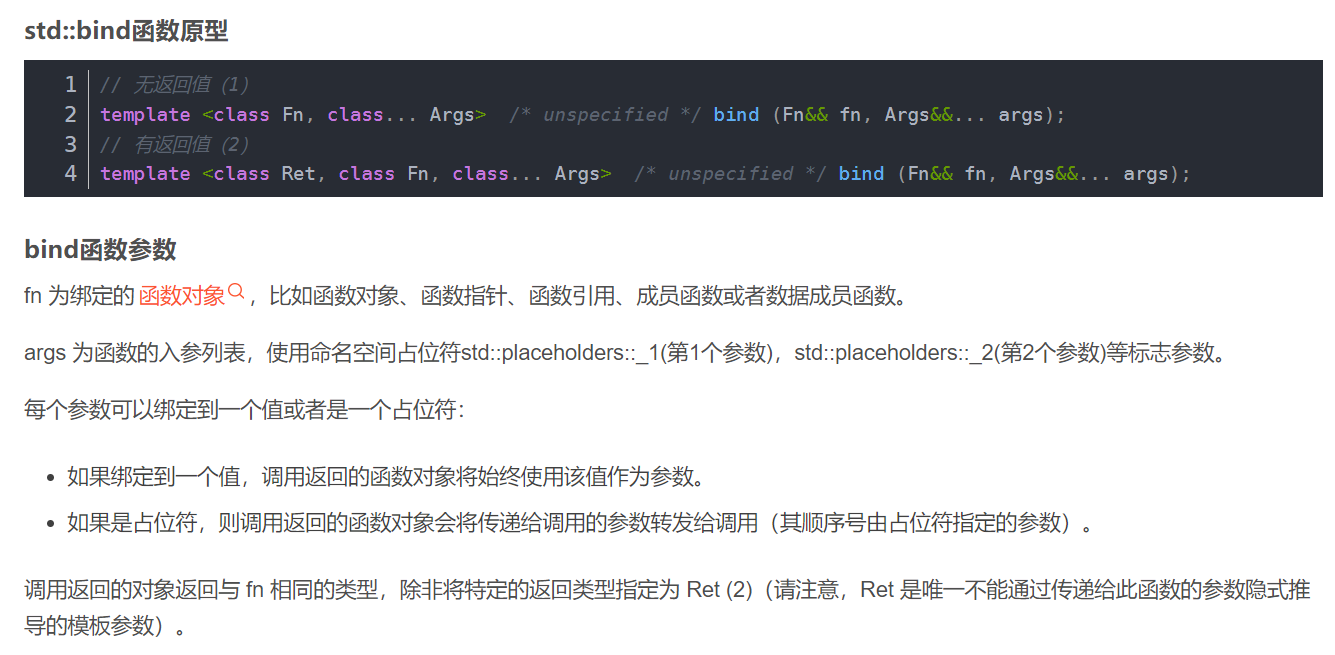 std::bind函数原型
1 // 无返回值 (1)
2 template <class Fn, class... Args> /* unspecified */ bind (Fn&& fn, Args&&... args);
3 // 有返回值 (2)
4 template <class Ret, class Fn, class... Args> /* unspecified */ bind (Fn&& fn, Args&&... args);
bind函数参数
fn 为绑定的 函数对象，比如函数对象、函数指针、函数引用、成员函数或者数据成员函数。
args 为函数的入参列表，使用命名空间占位符std::placeholders::_1(第1个参数)，std::placeholders::_2(第2个参数)等标志参数。
每个参数可以绑定到一个值或者是一个占位符：
• 如果绑定到一个值，调用返回的函数对象将始终使用该值作为参数。
• 如果是占位符，则调用返回的函数对象会将传递给调用的参数转发给调用（其顺序号由占位符指定的参数）。
调用返回的对象返回与 fn 相同的类型，除非将特定的返回类型指定为 Ret (2)（请注意，Ret 是唯一不能通过传递给此函数的参数隐式推
导的模板参数）。